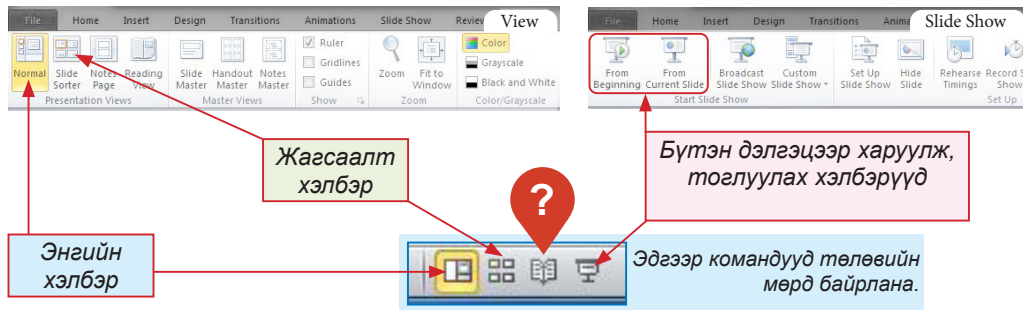 File Home Insert Design Transitions Animations Slide Show Review View
Normal Slide Sorter Notes Page Reading View
Presentation Views
Slide Master Handout Master Notes Master
Master Views
Ruler
Gridlines
Guides
Show
Zoom Fit to Window
Zoom
Color
Grayscale
Black and White
Color/Grayscale
File Home Insert Design Transitions Anima Slide Show
From Beginning From Current Slide Broadcast Slide Show Custom Slide Show
Start Slide Show
Set Up Slide Show Hide Slide Rehearse Timings Record S Show
Set Up
Жагсаалт
хэлбэр
Бүтэн дэлгэцээр харуулж,
тоглуулах хэлбэрүүд
?
Энгийн
хэлбэр
Эдгээр командууд төлөвийн
мөрд байрлана.